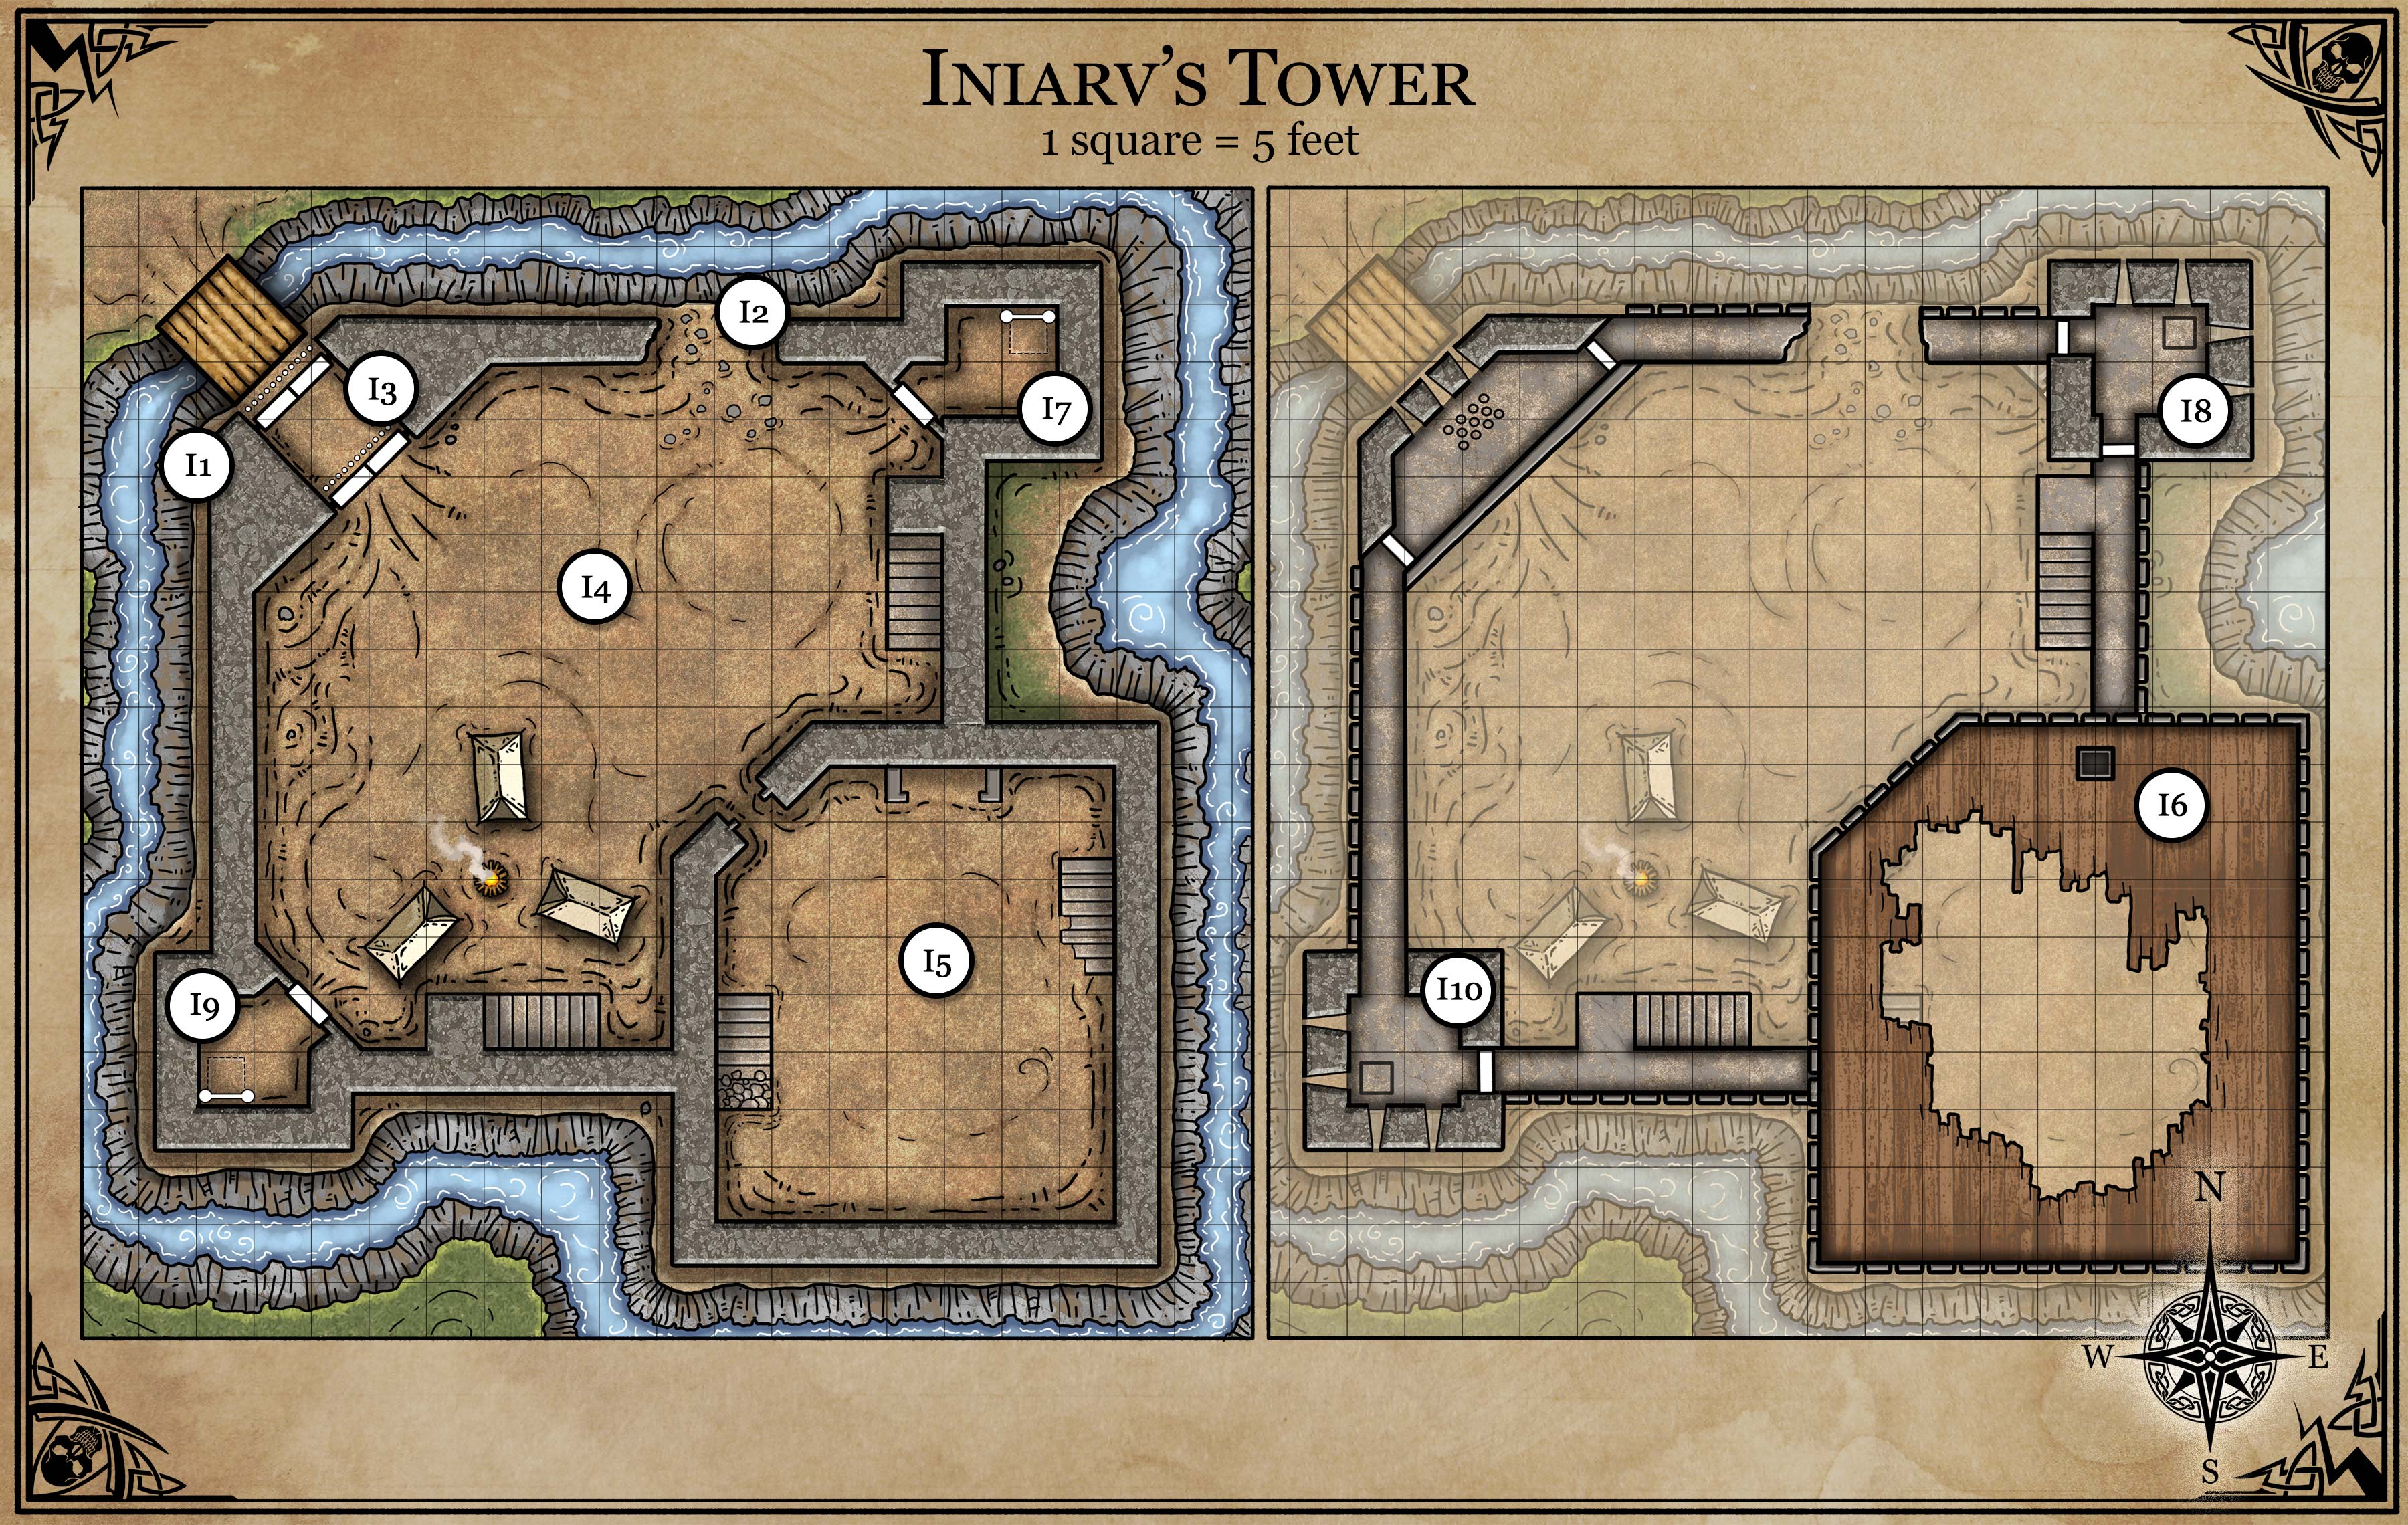 Iniarv's Tower
1 square = 5 feet
I2
I3
I7
I1
I8
I4
I6
I5
I9
I10
N
W
E
S